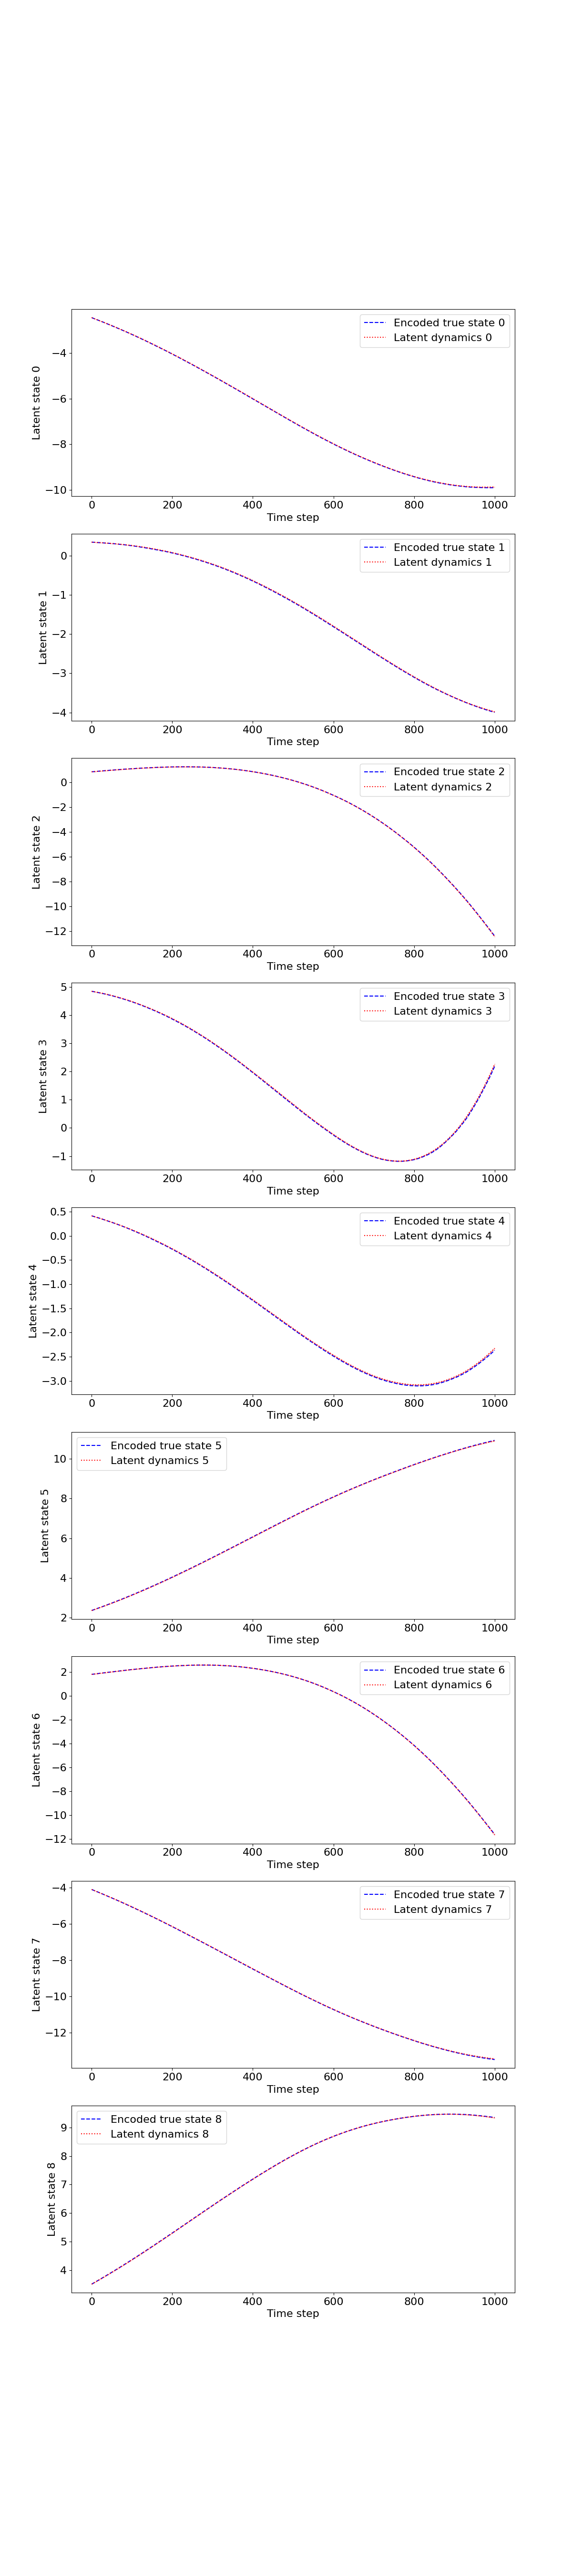 Encoded true state 0
Latent dynamics 0
−4
−6
−8
−10
Latent state 0
0 200 400 600 800 1000
Time step
Encoded true state 1
Latent dynamics 1
0
−1
−2
−3
−4
Latent state 1
0 200 400 600 800 1000
Time step
Encoded true state 2
Latent dynamics 2
0
−2
−4
−6
−8
−10
−12
Latent state 2
0 200 400 600 800 1000
Time step
Encoded true state 3
Latent dynamics 3
5
4
3
2
1
0
−1
Latent state 3
0 200 400 600 800 1000
Time step
Encoded true state 4
Latent dynamics 4
0.5
0.0
−0.5
−1.0
−1.5
−2.0
−2.5
−3.0
Latent state 4
0 200 400 600 800 1000
Time step
Encoded true state 5
Latent dynamics 5
10
8
6
4
2
Latent state 5
0 200 400 600 800 1000
Time step
Encoded true state 6
Latent dynamics 6
2
0
−2
−4
−6
−8
−10
−12
Latent state 6
0 200 400 600 800 1000
Time step
Encoded true state 7
Latent dynamics 7
−4
−6
−8
−10
−12
Latent state 7
0 200 400 600 800 1000
Time step
Encoded true state 8
Latent dynamics 8
9
8
7
6
5
4
Latent state 8
0 200 400 600 800 1000
Time step